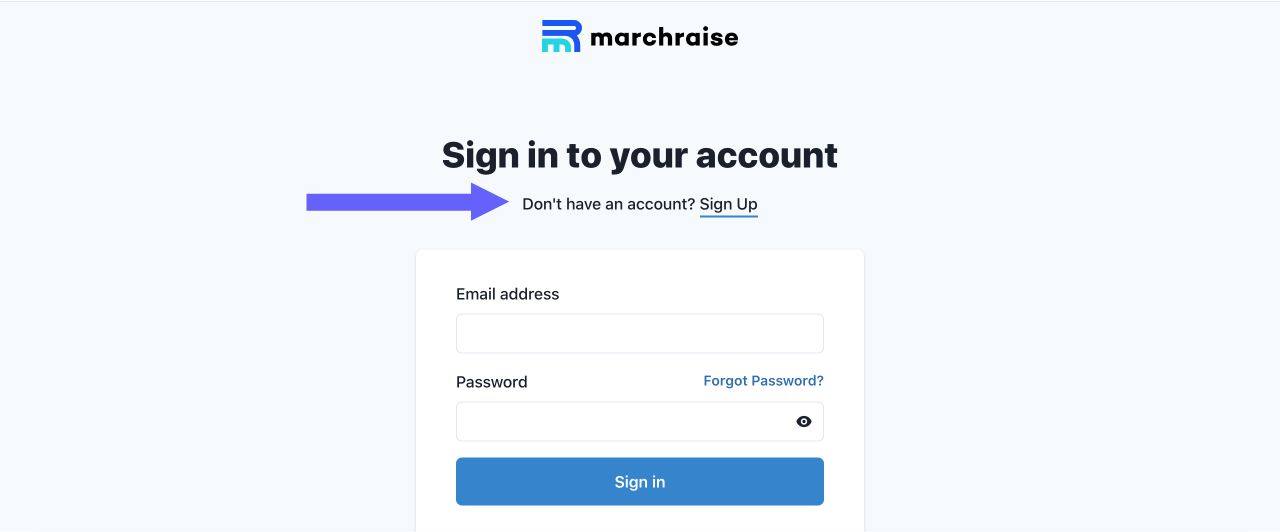 marchraise
Sign in to your account
Don't have an account? Sign Up
Email address
Password Forgot Password?
Sign in